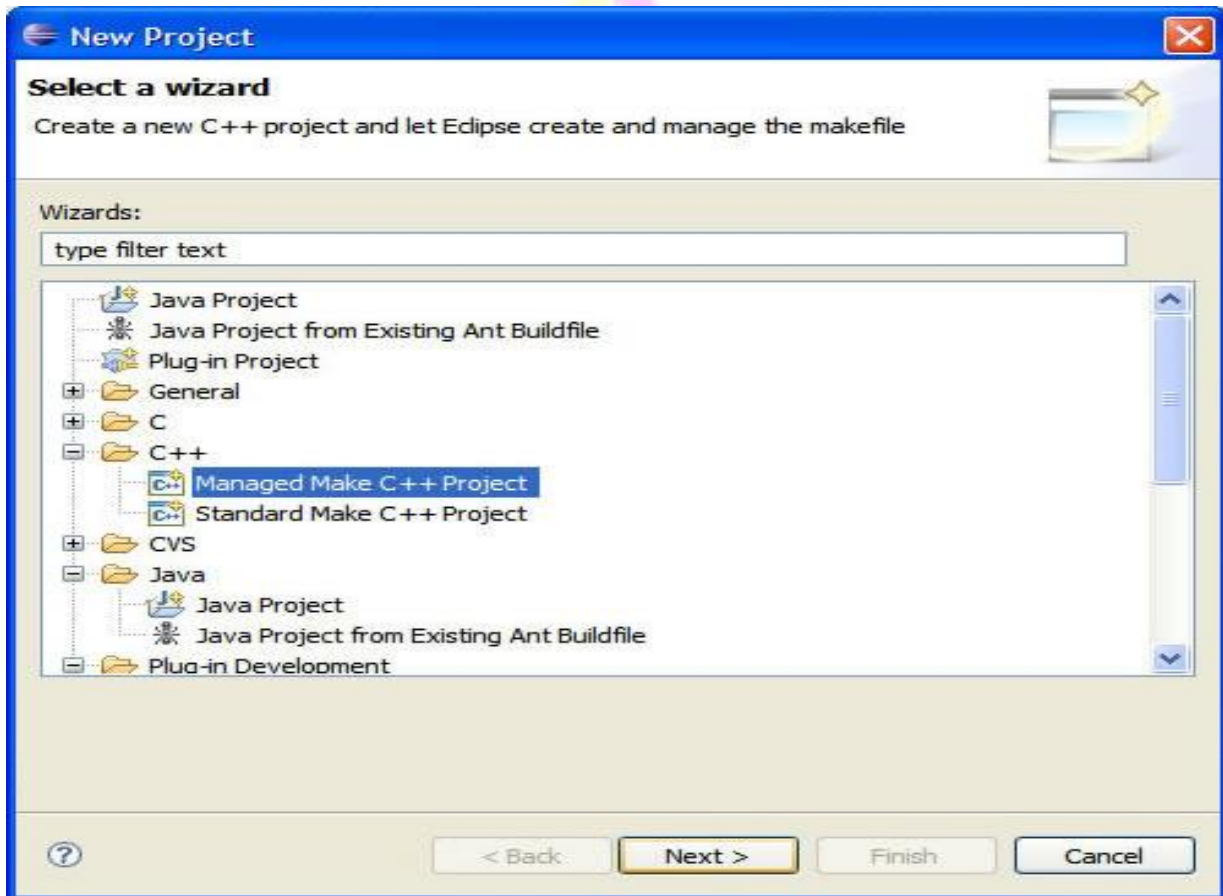 New Project
Select a wizard
Create a new C++ project and let Eclipse create and manage the makefile
Wizards:
type filter text
Java Project
Java Project from Existing Ant Buildfile
Plug-in Project
General
C
C++
Managed Make C++ Project
Standard Make C++ Project
CVS
Java
Java Project
Java Project from Existing Ant Buildfile
Plug-in Development
? < Back Next > Finish Cancel